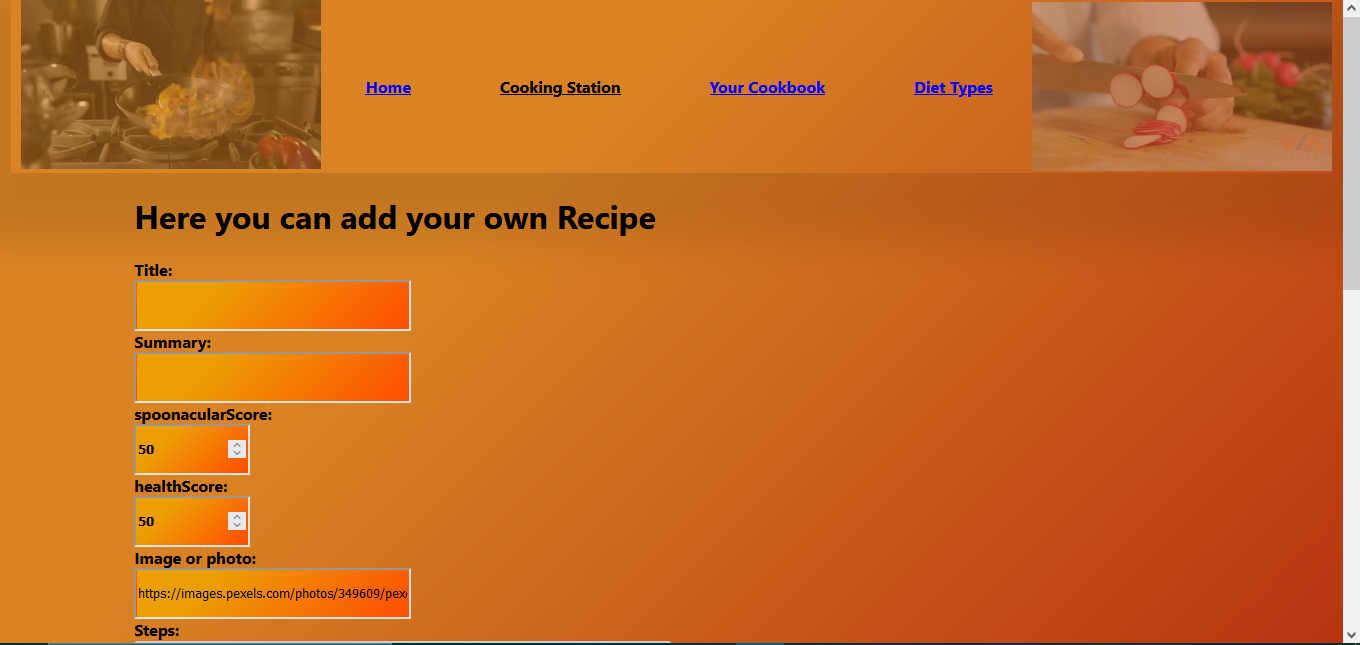 Home Cooking Station Your Cookbook Diet Types
Here you can add your own Recipe
Title:
Summary:
spoonacularScore:
50
healthScore:
50
Image or photo:
https://images.pexels.com/photos/349609/pex
Steps: